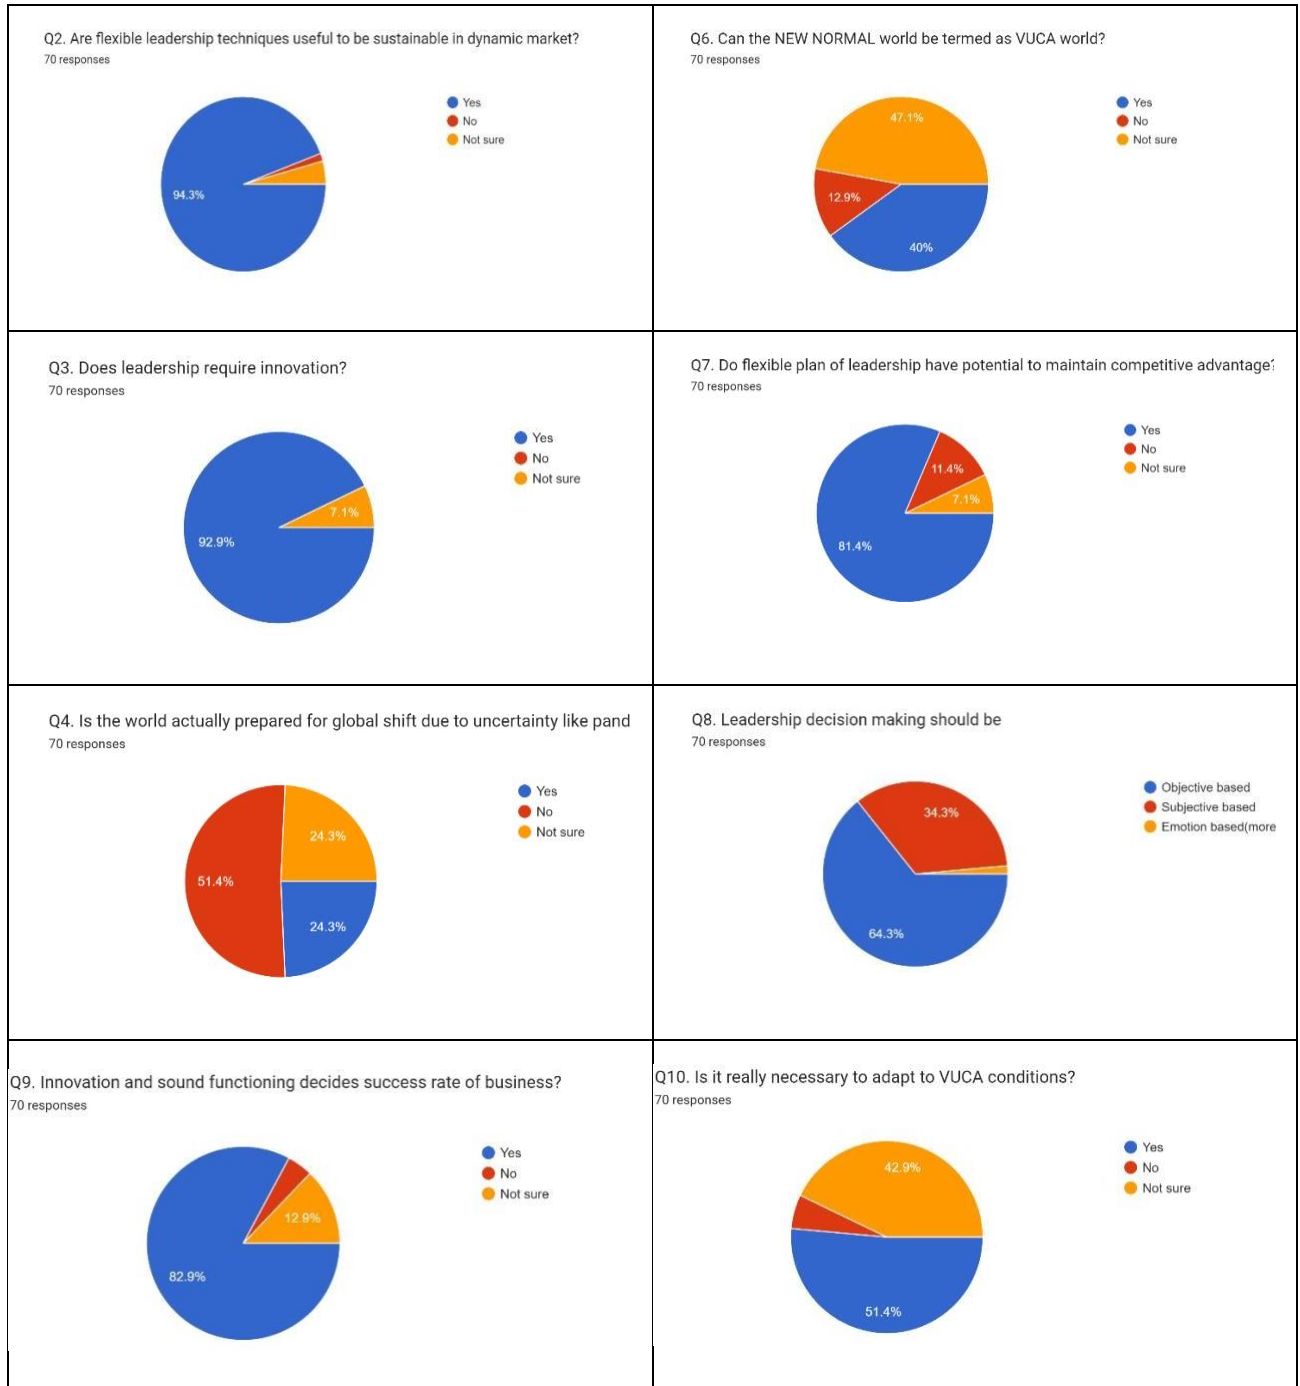 Q2. Are flexible leadership techniques useful to be sustainable in dynamic market?
70 responses
Yes
No
Not sure
94.3%
Q6. Can the NEW NORMAL world be termed as VUCA world?
70 responses
Yes
No
Not sure
47.1%
12.9%
40%
Q3. Does leadership require innovation?
70 responses
Yes
No
Not sure
7.1%
92.9%
Q7. Do flexible plan of leadership have potential to maintain competitive advantage?
70 responses
Yes
No
Not sure
11.4%
7.1%
81.4%
Q4. Is the world actually prepared for global shift due to uncertainty like pand
70 responses
Yes
No
Not sure
24.3%
51.4%
24.3%
Q8. Leadership decision making should be
70 responses
Objective based
Subjective based
Emotion based(more
34.3%
64.3%
Q9. Innovation and sound functioning decides success rate of business?
70 responses
Yes
No
Not sure
12.9%
82.9%
Q10. Is it really necessary to adapt to VUCA conditions?
70 responses
Yes
No
Not sure
42.9%
51.4%